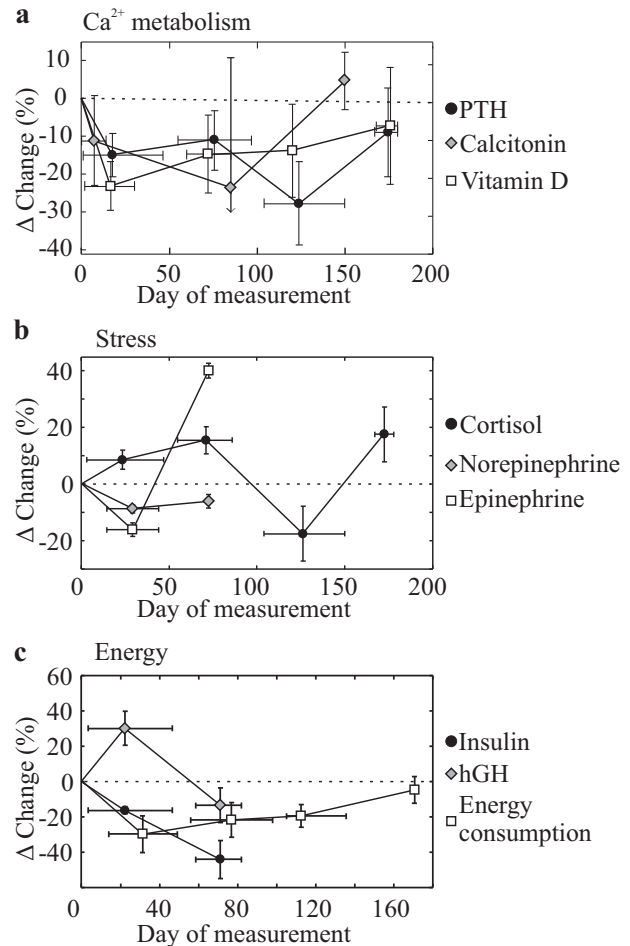 a
Ca²⁺ metabolism
Δ Change (%)
10
0
-10
-20
-30
-40
0 50 100 150 200
Day of measurement
PTH
Calcitonin
Vitamin D
b
Stress
Δ Change (%)
40
20
0
-20
0 50 100 150 200
Day of measurement
Cortisol
Norepinephrine
Epinephrine
c
Energy
Δ Change (%)
60
40
20
0
-20
-40
0 40 80 120 160
Day of measurement
Insulin
hGH
Energy
consumption